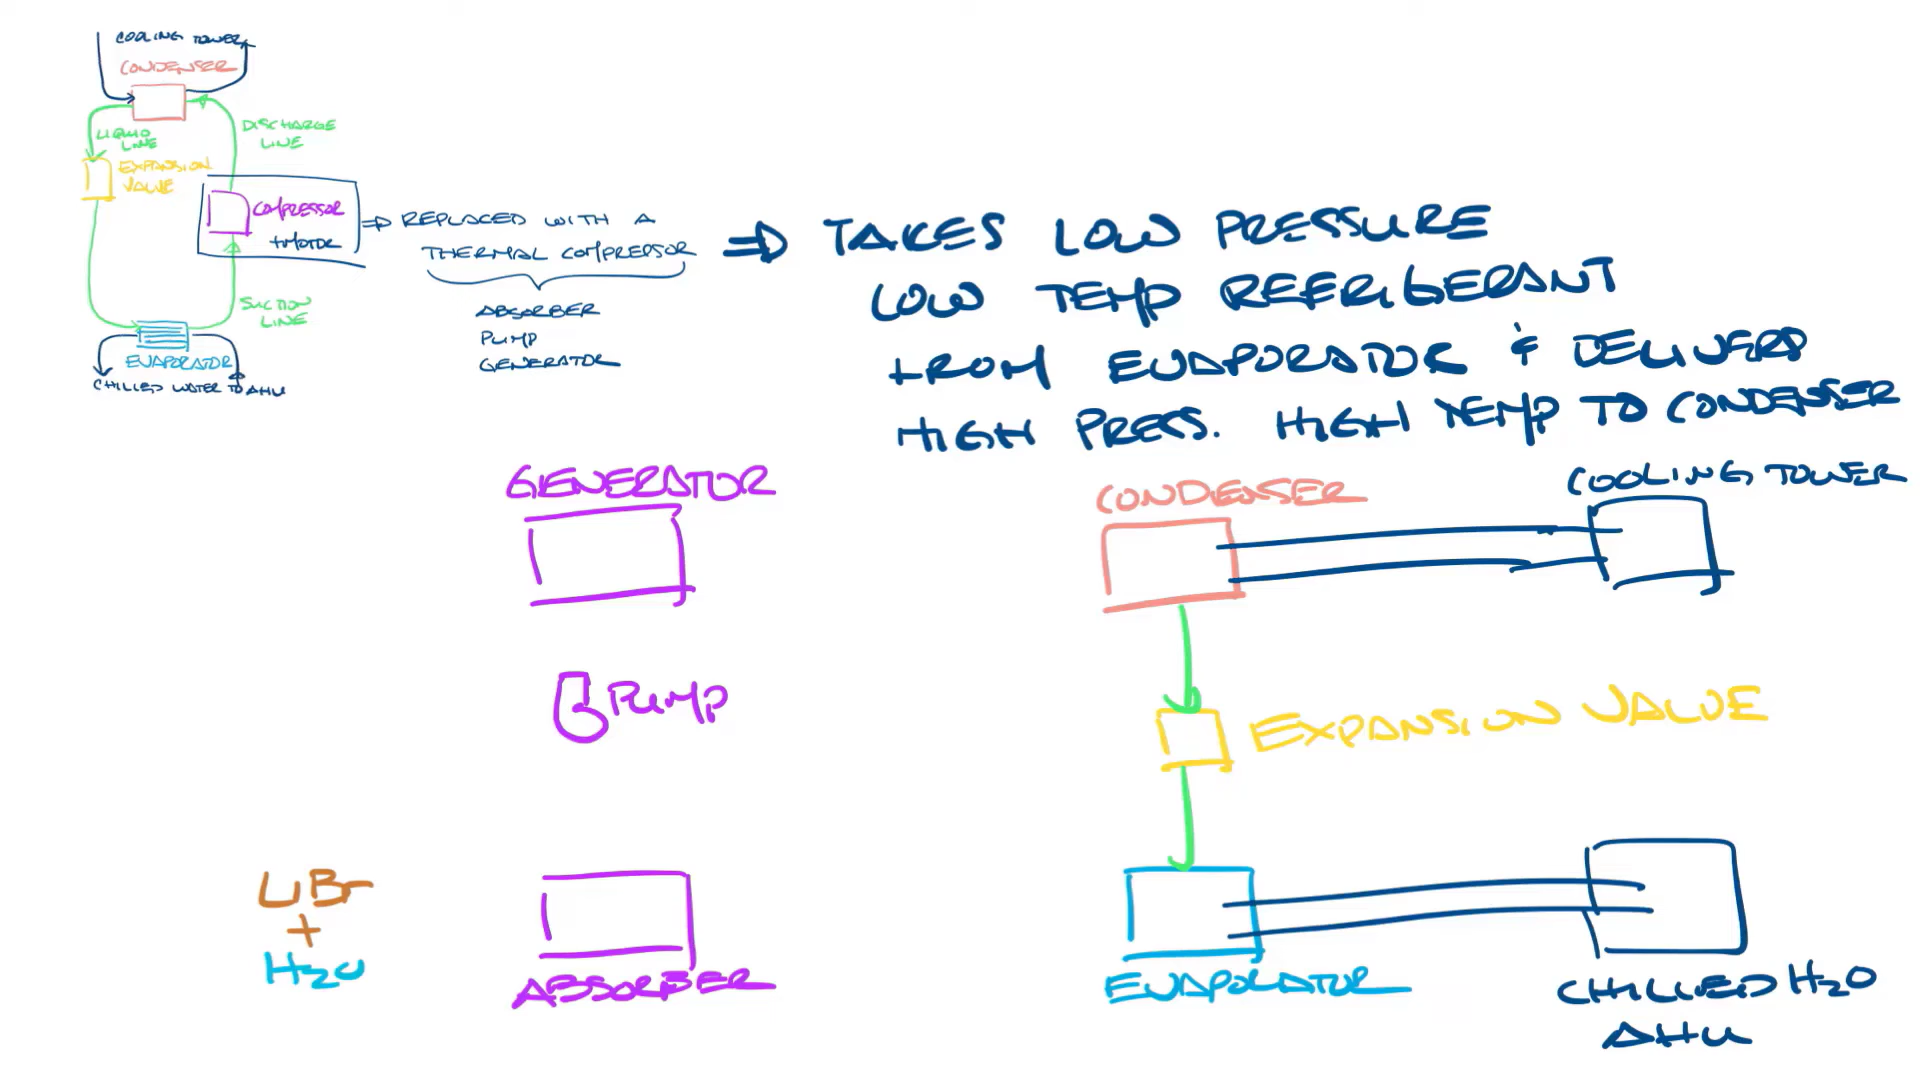 COOLING TOWER
CONDENSER
LIQUID
LINE
DISCHARGE
LINE
EXPANSION
VALVE
COMPRESSOR
+MOTOR
⇒ REPLACED WITH A
THERMAL COMPRESSOR
SUCTION
LINE
ABSORBER
PUMP
GENERATOR
EVAPORATOR
CHILLED WATER TO AHU
⇒ TAKES LOW PRESSURE
LOW TEMP REFRIGERANT
FROM EVAPORATOR & DELIVERS
HIGH PRESS. HIGH TEMP TO CONDENSER
GENERATOR
CONDENSER
COOLING TOWER
PUMP
EXPANSION VALVE
LiBr
+
H2O
ABSORBER
EVAPORATOR
CHILLED H2O
AHU